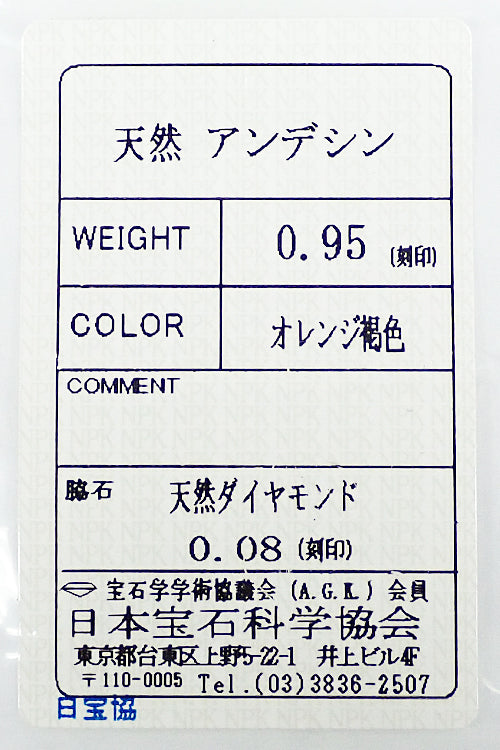 天然 アンデシン
WEIGHT 0.95 (刻印)
COLOR オレンジ褐色
COMMENT
脇石 天然ダイヤモンド
0.08 (刻印)
宝石学学術協議会 (A.G.K.) 会員
日本宝石科学協会
東京都台東区上野5-22-1 井上ビル4F
〒110-0005 Tel.(03)3836-2507
日宝協